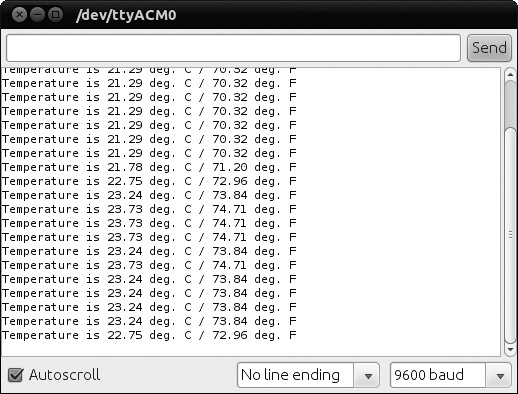 /dev/ttyACM0
Send
Temperature is 21.29 deg. C / 70.32 deg. F
Temperature is 21.29 deg. C / 70.32 deg. F
Temperature is 21.29 deg. C / 70.32 deg. F
Temperature is 21.29 deg. C / 70.32 deg. F
Temperature is 21.29 deg. C / 70.32 deg. F
Temperature is 21.29 deg. C / 70.32 deg. F
Temperature is 21.29 deg. C / 70.32 deg. F
Temperature is 21.78 deg. C / 71.20 deg. F
Temperature is 22.75 deg. C / 72.96 deg. F
Temperature is 23.24 deg. C / 73.84 deg. F
Temperature is 23.73 deg. C / 74.71 deg. F
Temperature is 23.73 deg. C / 74.71 deg. F
Temperature is 23.73 deg. C / 74.71 deg. F
Temperature is 23.24 deg. C / 73.84 deg. F
Temperature is 23.73 deg. C / 74.71 deg. F
Temperature is 23.24 deg. C / 73.84 deg. F
Temperature is 23.24 deg. C / 73.84 deg. F
Temperature is 23.24 deg. C / 73.84 deg. F
Temperature is 23.24 deg. C / 73.84 deg. F
Temperature is 22.75 deg. C / 72.96 deg. F
Autoscroll
No line ending
9600 baud